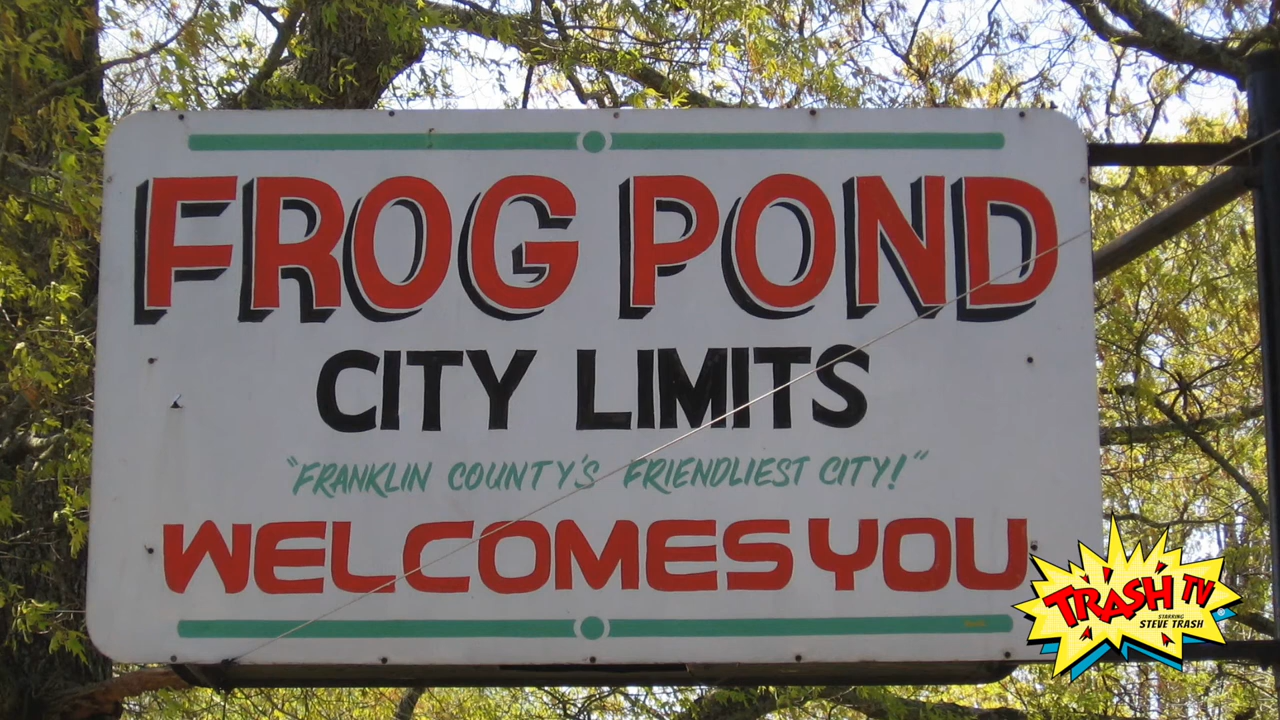 FROG POND
CITY LIMITS
"FRANKLIN COUNTY'S FRIENDLIEST CITY!"
WELCOMES YOU
TRASH TV
STARRING
STEVE TRASH